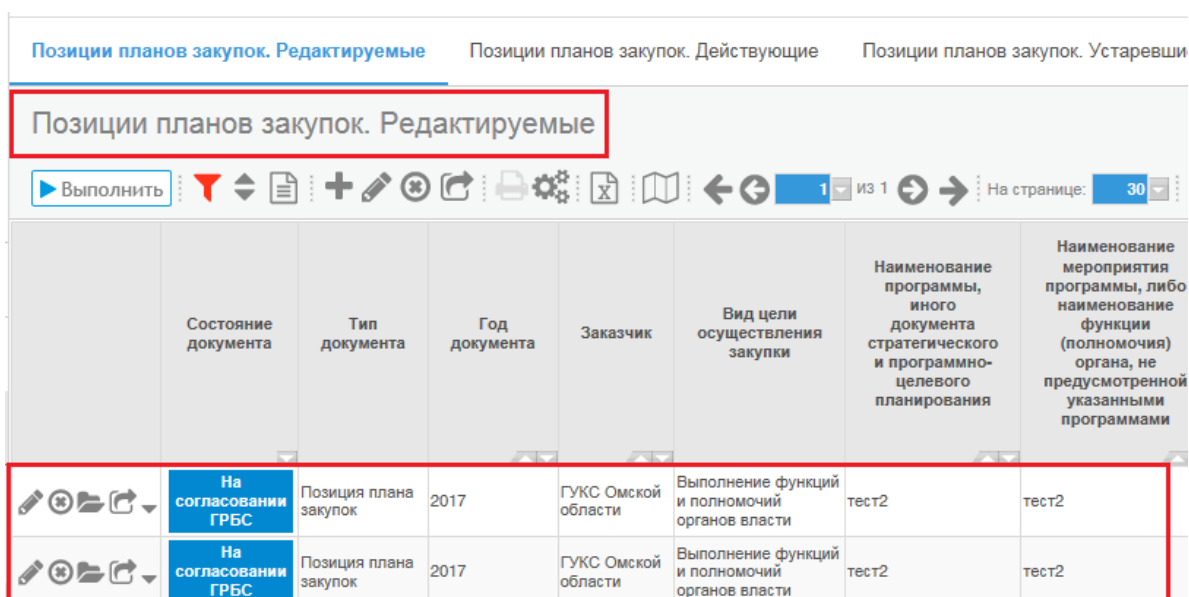 Позиции планов закупок. Редактируемые Позиции планов закупок. Действующие Позиции планов закупок. Устаревши
Позиции планов закупок. Редактируемые
Выполнить 1 из 1 На странице: 30
Состояние документа
Тип документа
Год документа
Заказчик
Вид цели осуществления закупки
Наименование программы, иного документа стратегического и программно-целевого планирования
Наименование мероприятия программы, либо наименование функции (полномочия) органа, не предусмотренной указанными программами
На согласовании ГРБС Позиция плана закупок 2017 ГУКС Омской области Выполнение функций и полномочий органов власти тест2 тест2
На согласовании ГРБС Позиция плана закупок 2017 ГУКС Омской области Выполнение функций и полномочий органов власти тест2 тест2